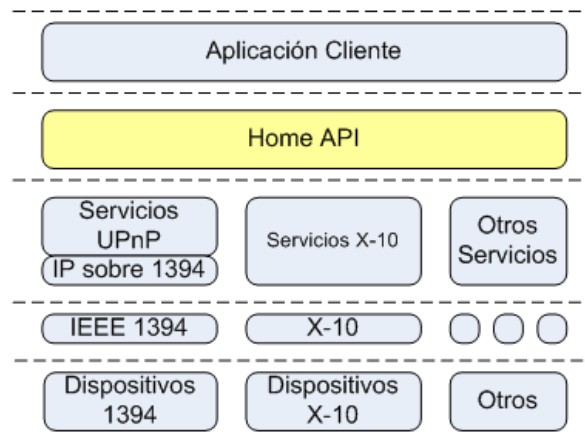 Aplicación Cliente
Home API
Servicios
UPnP
IP sobre 1394
Servicios X-10
Otros
Servicios
IEEE 1394
X-10
Dispositivos
1394
Dispositivos
X-10
Otros